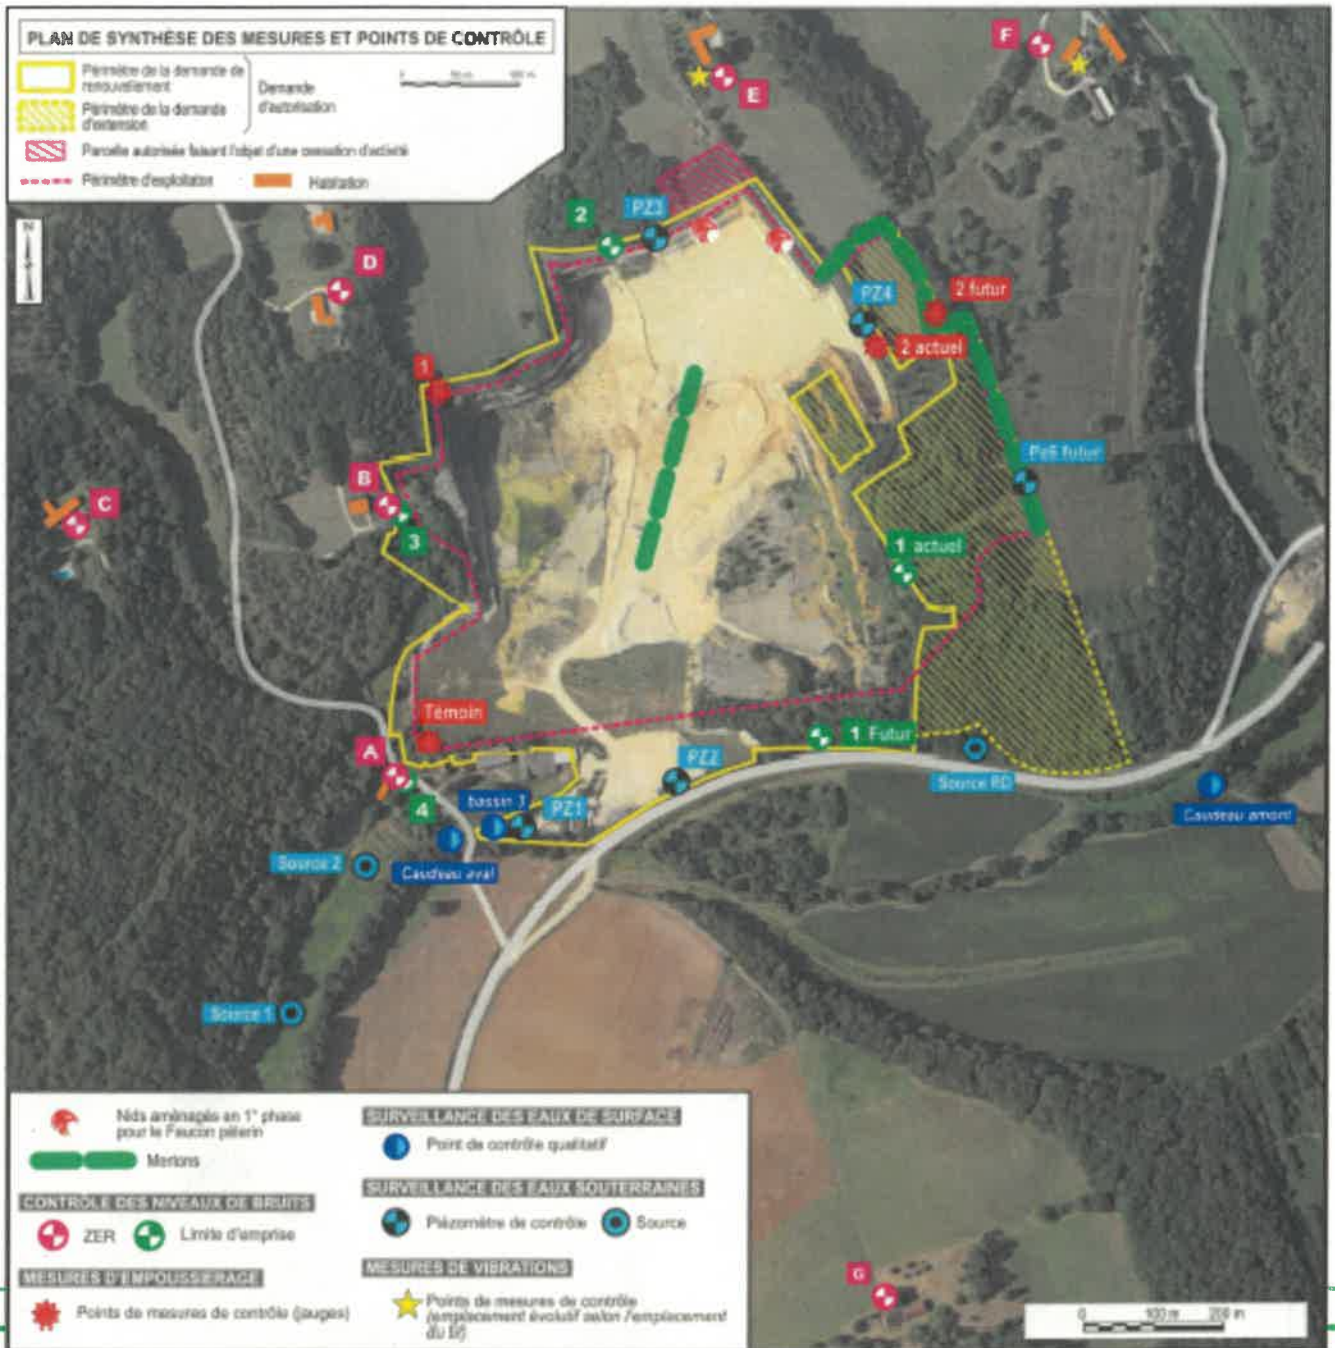 PLAN DE SYNTHÈSE DES MESURES ET POINTS DE CONTRÔLE
Périmètre de la demande de
renouvellement
Périmètre de la demande
d'extension
Demande
d'autorisation
Parcelle autorisée faisant l'objet d'une cessation d'activité
Périmètre d'exploitation
Habitation
N
F
E
2
PZ3
D
PZ4
2 futur
2 actuel
1
B
C
3
1 actuel
Témoin
A
4
1 Futur
PZ2
Source RD
bassin 3
PZ1
Caudeau amont
Source 2
Caudeau aval
Source 1
Nids aménagés en 1° phase
pour le Faucon pèlerin
Merlons
CONTRÔLE DES NIVEAUX DE BRUITS
ZER
Limite d'emprise
MESURES D'EMPOUSSIERAGE
Points de mesures de contrôle (jauges)
SURVEILLANCE DES EAUX DE SURFACE
Point de contrôle qualitatif
SURVEILLANCE DES EAUX SOUTERRAINES
Piézomètre de contrôle
Source
MESURES DE VIBRATIONS
Points de mesures de contrôle
(emplacement évolutif selon l'emplacement
du tir)
G
0 100 m 200 m